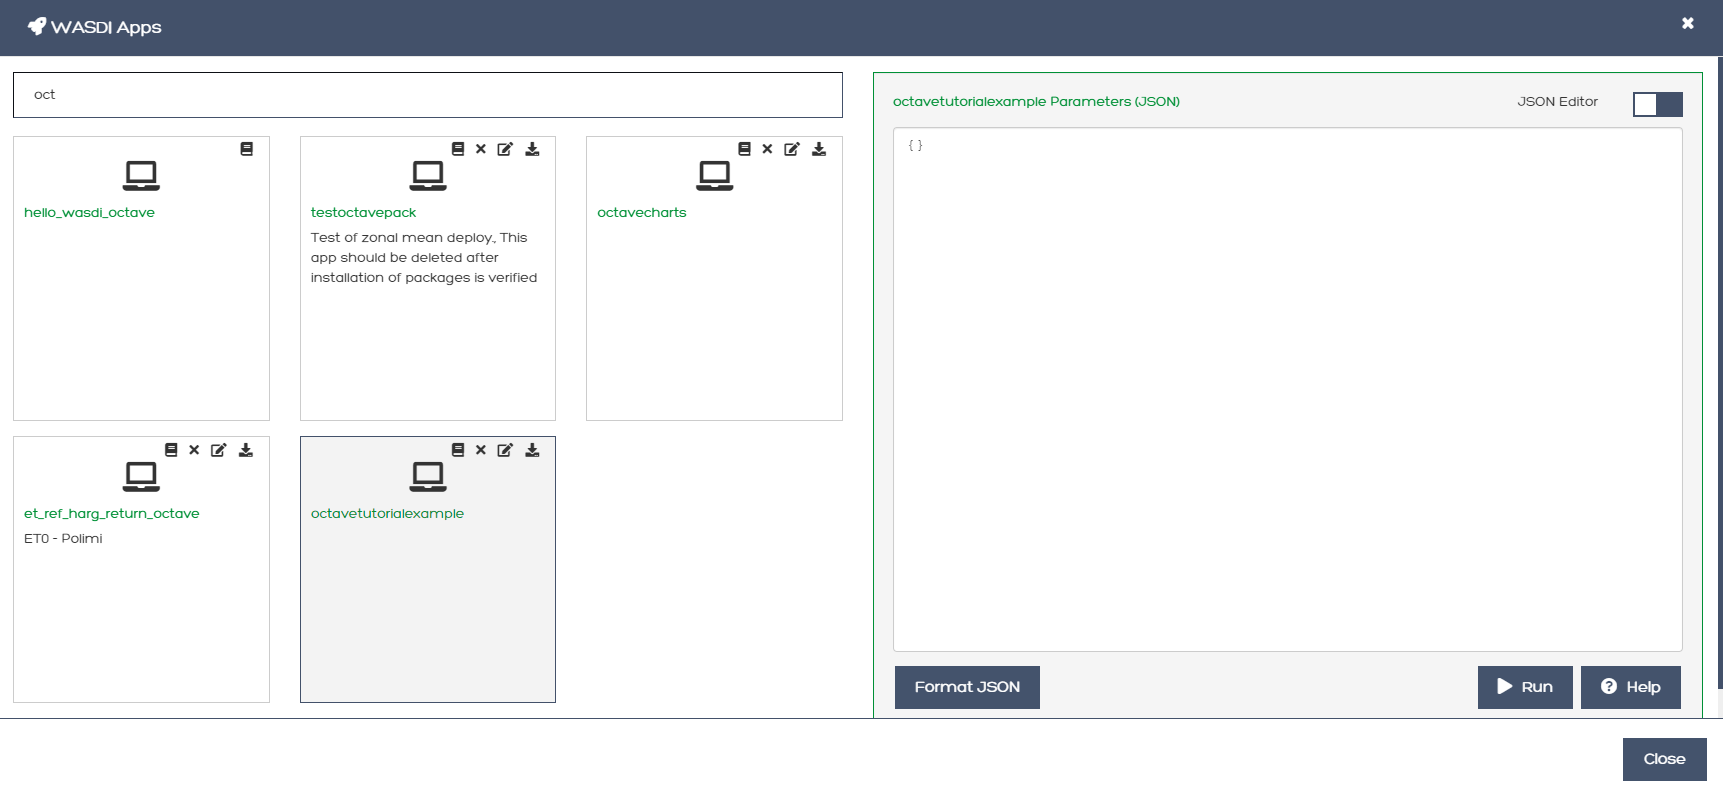 WASDI Apps
oct
hello_wasdi_octave
testoctavepack
Test of zonal mean deploy., This
app should be deleted after
installation of packages is verified
octavecharts
et_ref_harg_return_octave
ET0 - Polimi
octavetutorialexample
octavetutorialexample Parameters (JSON)
JSON Editor
{ }
Format JSON
Run
Help
Close